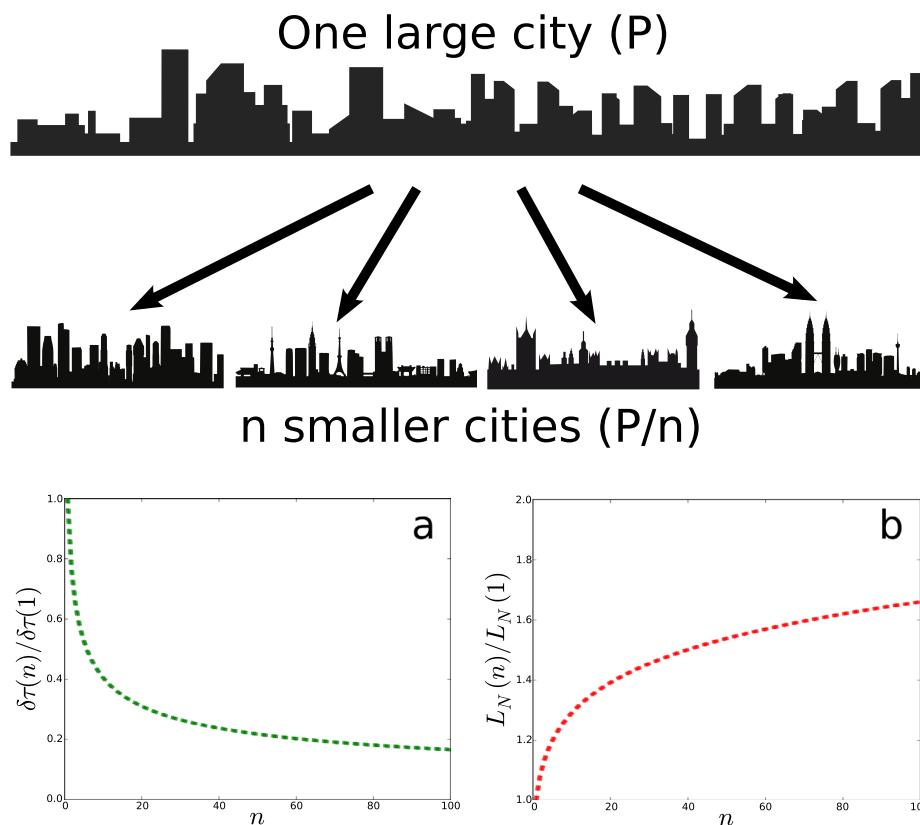 One large city (P)
n smaller cities (P/n)
a
δτ(n)/δτ(1)
1.0
0.8
0.6
0.4
0.2
0.0
0 20 40 60 80 100
n
b
L_N(n)/L_N(1)
2.0
1.8
1.6
1.4
1.2
1.0
0 20 40 60 80 10
n